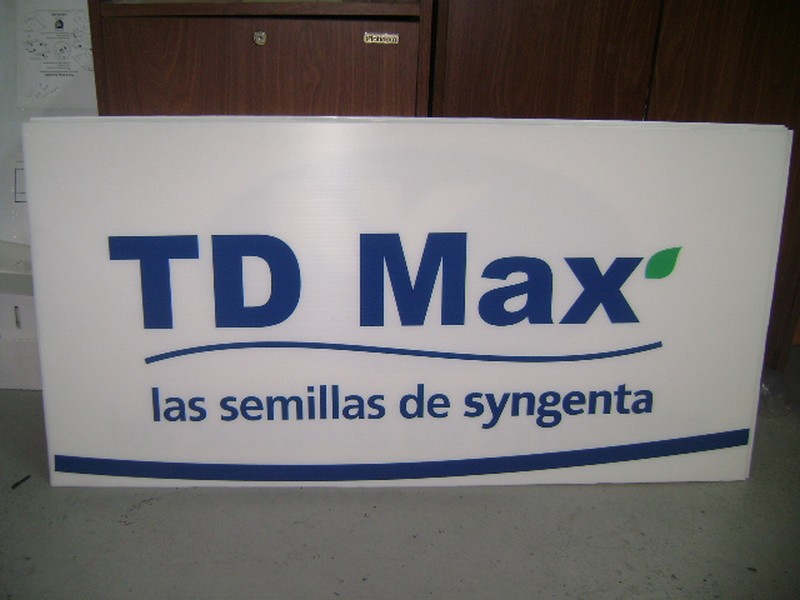 TD Max
las semillas de syngenta